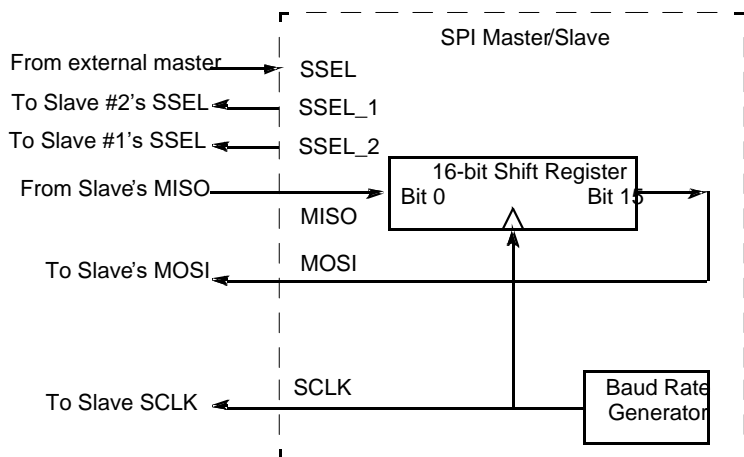 SPI Master/Slave
From external master
SSEL
To Slave #2's SSEL
SSEL_1
To Slave #1's SSEL
SSEL_2
16-bit Shift Register
From Slave's MISO
Bit 0
Bit 15
MISO
To Slave's MOSI
MOSI
To Slave SCLK
SCLK
Baud Rate
Generator